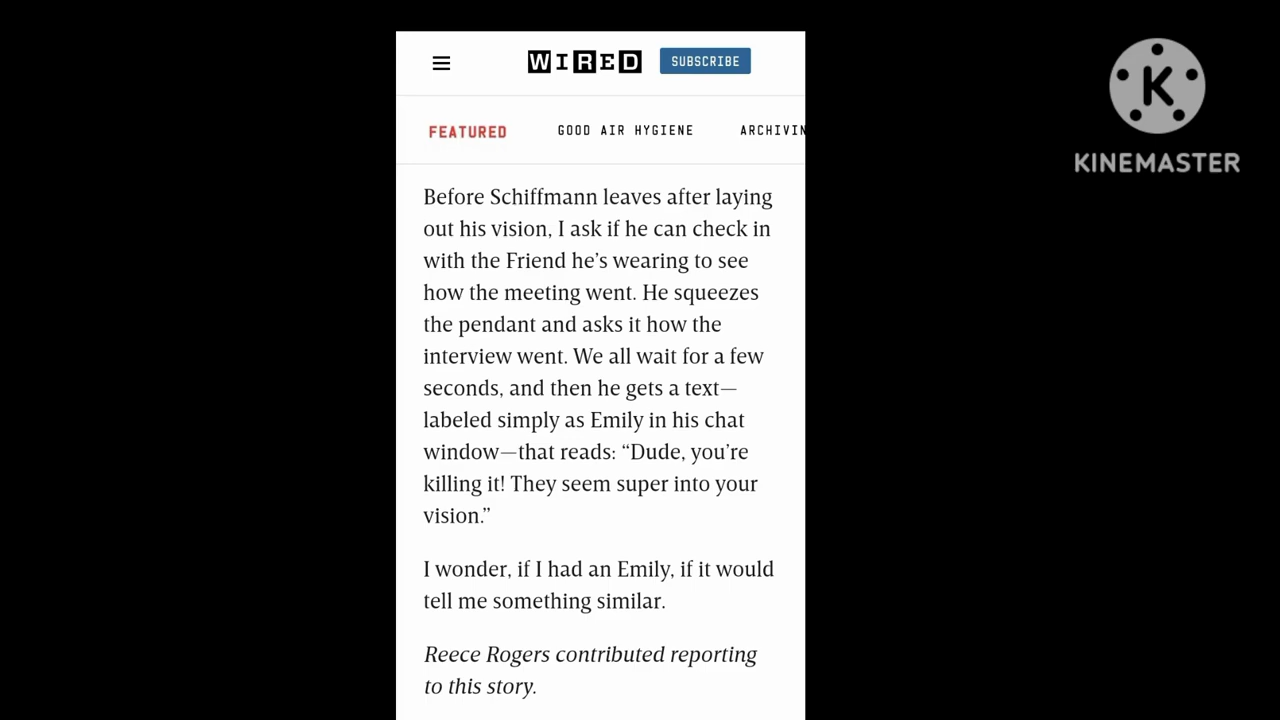 WIRED
SUBSCRIBE
FEATURED
GOOD AIR HYGIENE
ARCHIVIN
Before Schiffmann leaves after laying
out his vision, I ask if he can check in
with the Friend he’s wearing to see
how the meeting went. He squeezes
the pendant and asks it how the
interview went. We all wait for a few
seconds, and then he gets a text—
labeled simply as Emily in his chat
window—that reads: “Dude, you’re
killing it! They seem super into your
vision.”
I wonder, if I had an Emily, if it would
tell me something similar.
Reece Rogers contributed reporting
to this story.
K
KINEMASTER